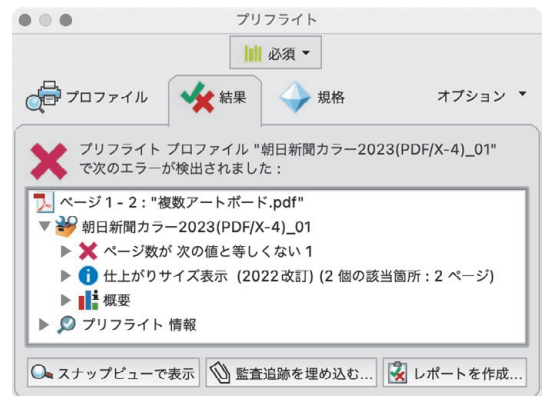 プリフライト
必須
プロファイル
結果
規格
オプション
プリフライト プロファイル "朝日新聞カラー2023(PDF/X-4)_01"
で次のエラーが検出されました：
ページ 1 - 2 : "複数アートボード.pdf"
朝日新聞カラー2023(PDF/X-4)_01
ページ数が 次の値と等しくない 1
仕上がりサイズ表示 (2022改訂) (2 個の該当箇所 : 2 ページ)
概要
プリフライト 情報
スナップビューで表示
監査追跡を埋め込む...
レポートを作成...